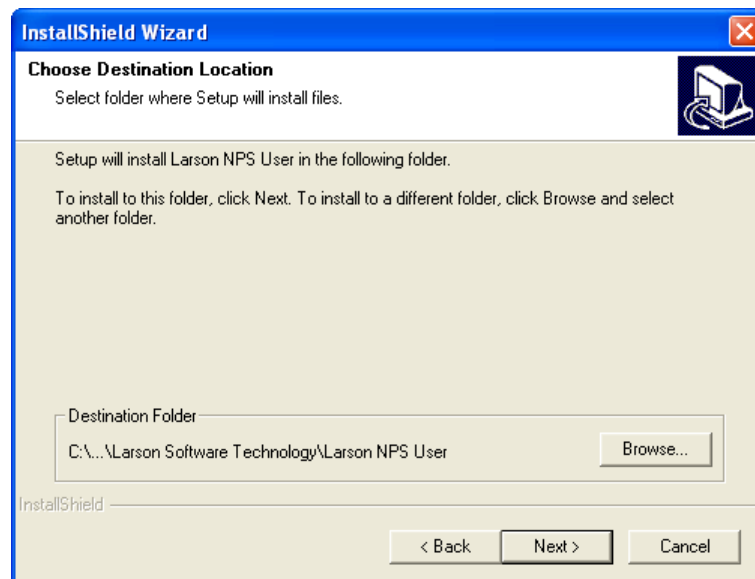 InstallShield Wizard
Choose Destination Location
Select folder where Setup will install files.
Setup will install Larson NPS User in the following folder.
To install to this folder, click Next. To install to a different folder, click Browse and select
another folder.
Destination Folder
C:\...\Larson Software Technology\Larson NPS User
Browse...
InstallShield
< Back
Next >
Cancel